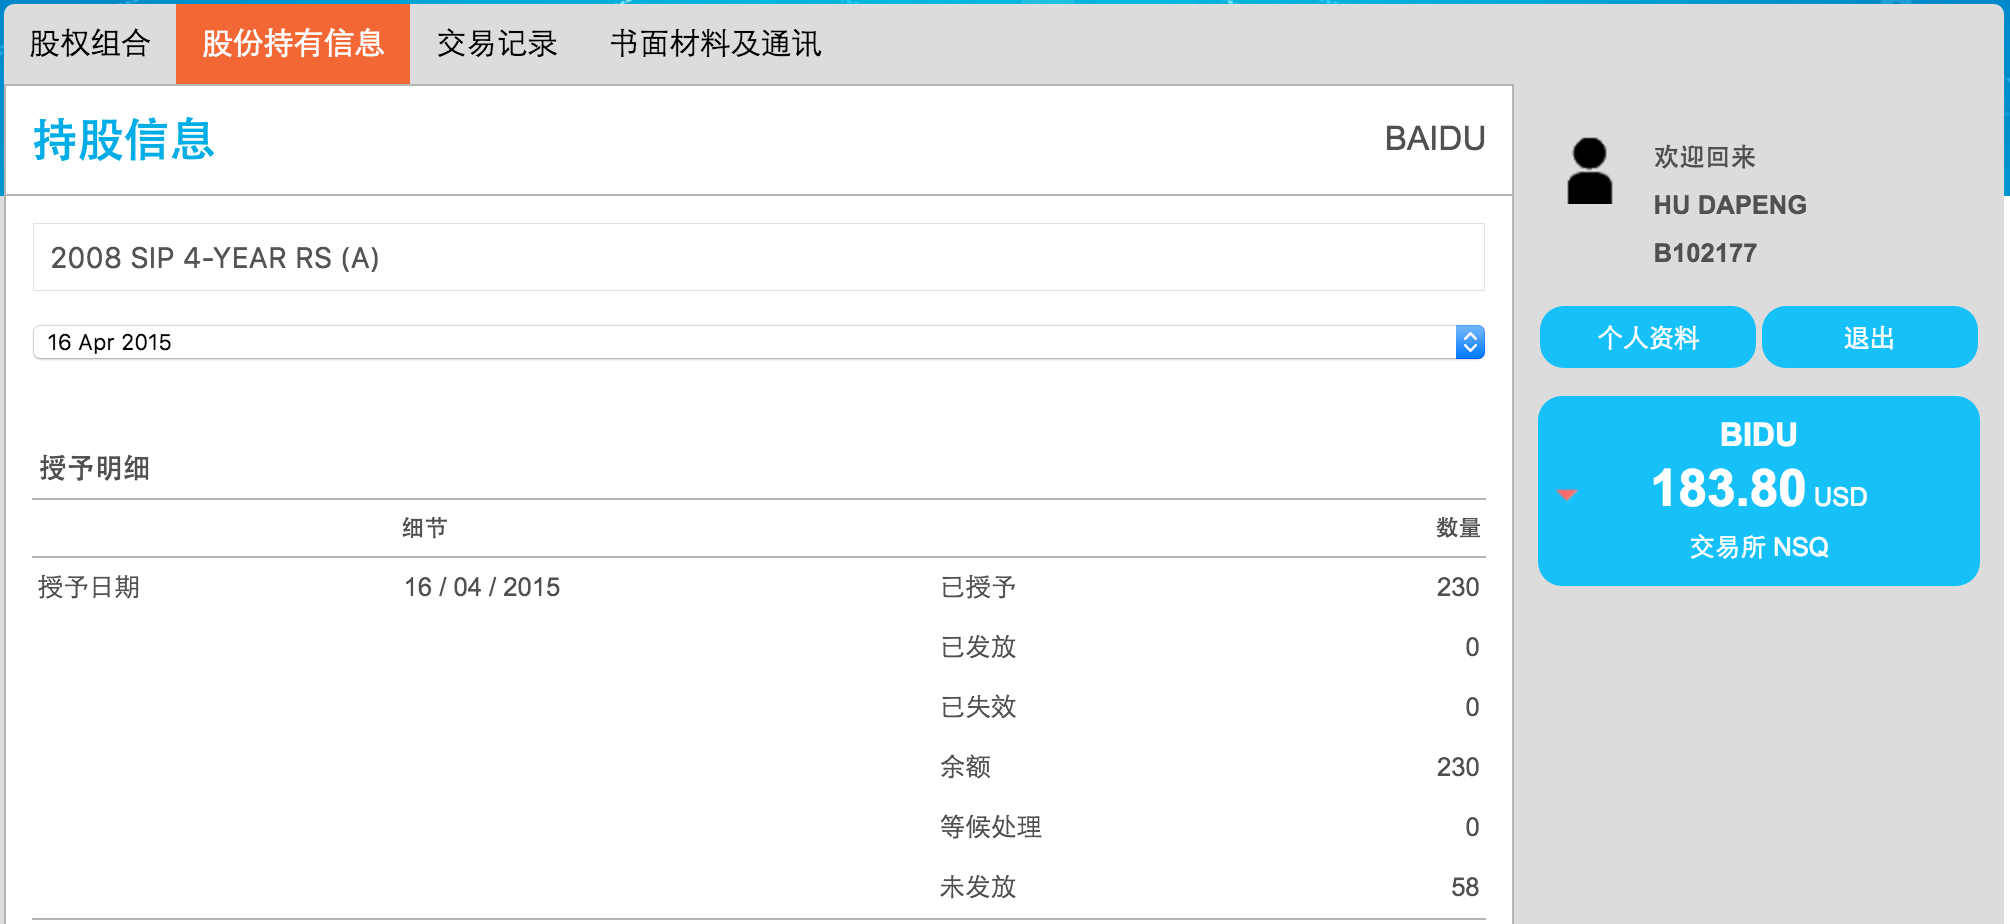 股权组合 股份持有信息 交易记录 书面材料及通讯
持股信息 BAIDU
2008 SIP 4-YEAR RS (A)
16 Apr 2015
授予明细
细节 数量
授予日期 16 / 04 / 2015 已授予 230
已发放 0
已失效 0
余额 230
等候处理 0
未发放 58
欢迎回来
HU DAPENG
B102177
个人资料 退出
BIDU
183.80 USD
交易所 NSQ